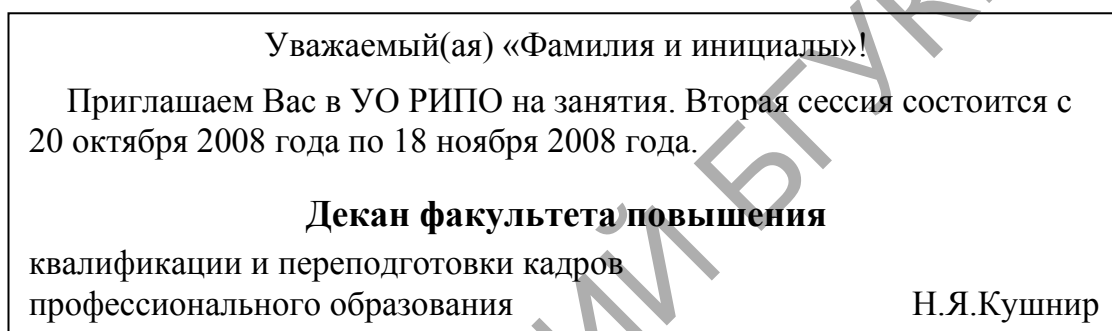 Уважаемый(ая) «Фамилия и инициалы»!
Приглашаем Вас в УО РИПО на занятия. Вторая сессия состоится с
20 октября 2008 года по 18 ноября 2008 года.
Декан факультета повышения
квалификации и переподготовки кадров
профессионального образования Н.Я.Кушнир